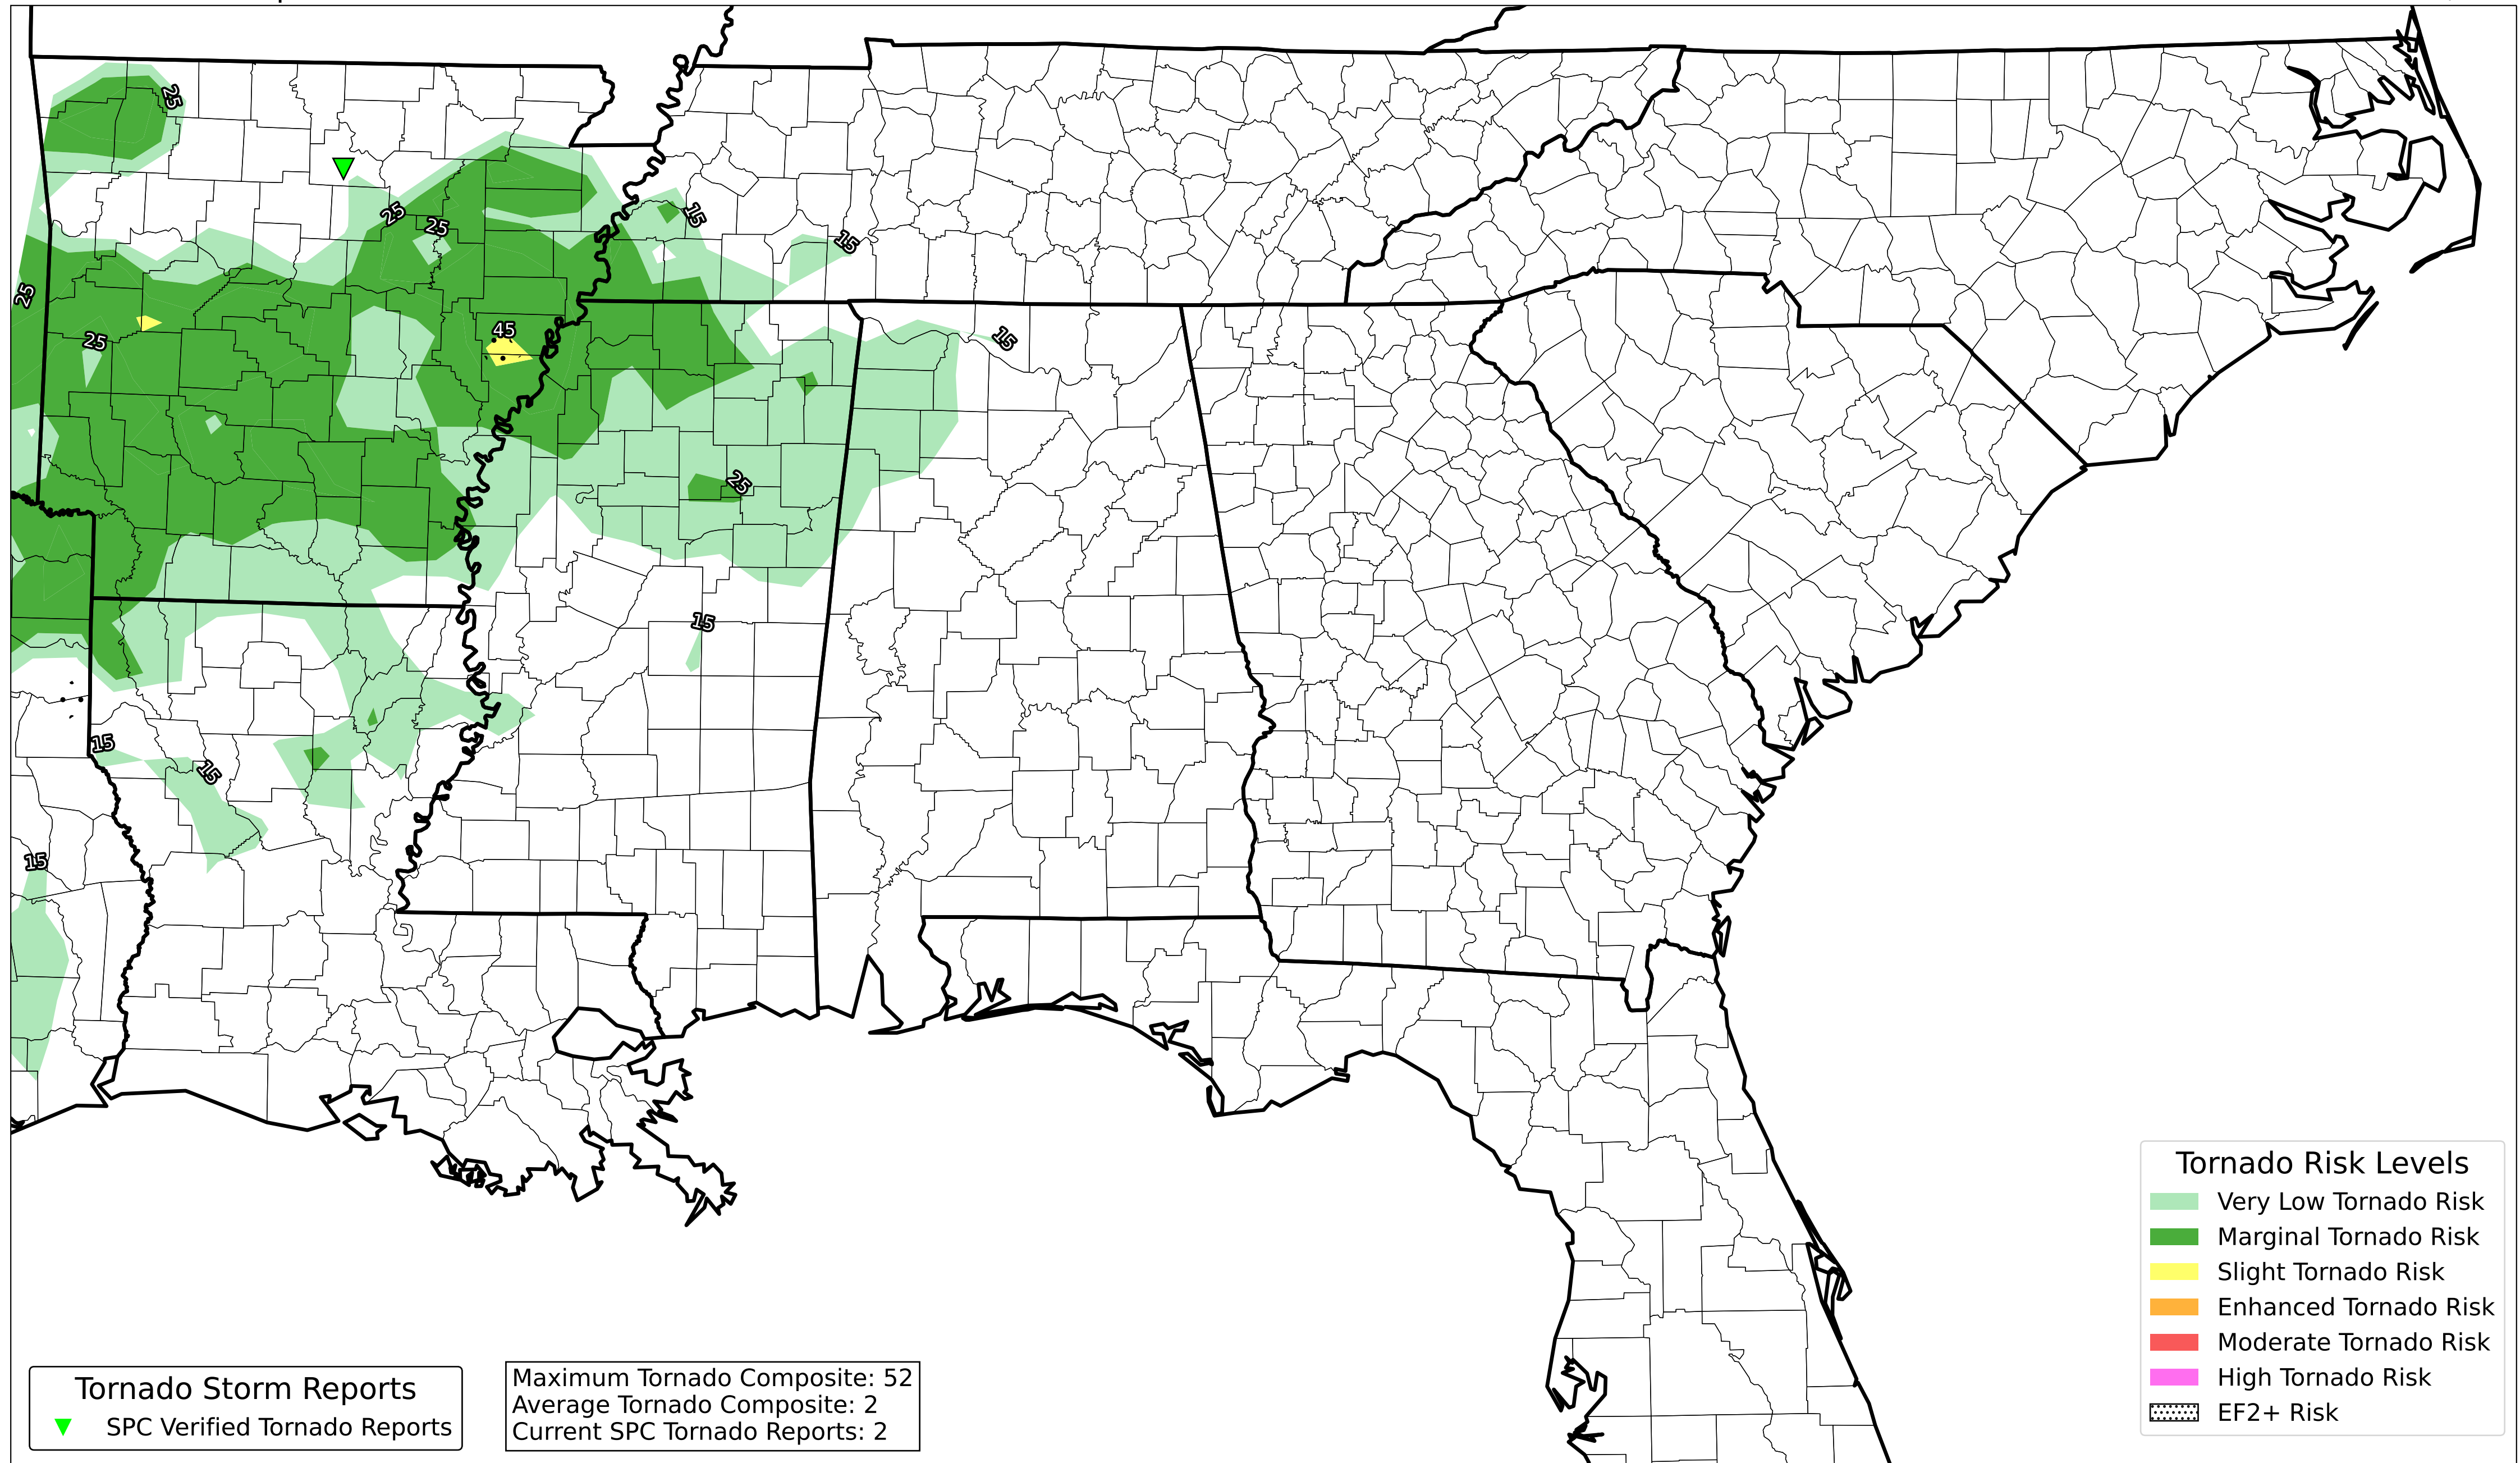 25
15
25
25
15
25
45
15
25
25
15
15
15
15
Tornado Risk Levels
Very Low Tornado Risk
Marginal Tornado Risk
Slight Tornado Risk
Enhanced Tornado Risk
Moderate Tornado Risk
High Tornado Risk
EF2+ Risk
Tornado Storm Reports
SPC Verified Tornado Reports
Maximum Tornado Composite: 52
Average Tornado Composite: 2
Current SPC Tornado Reports: 2